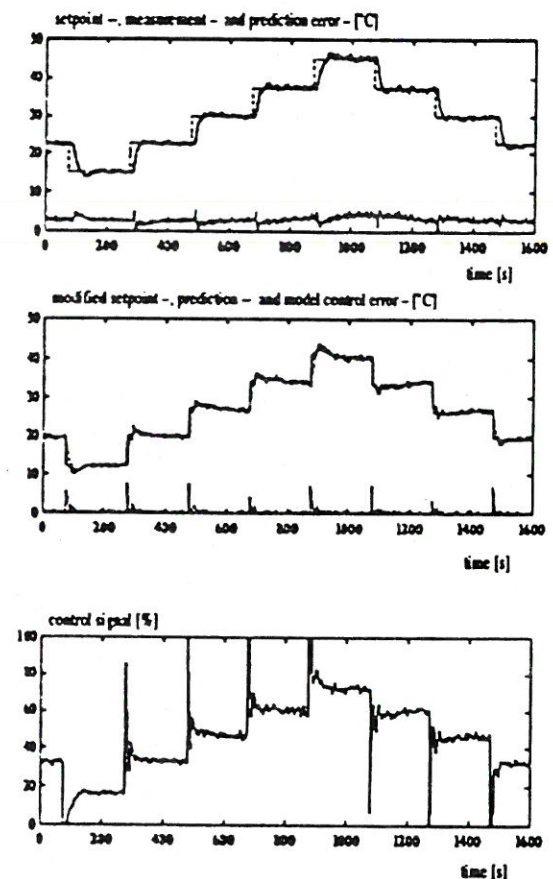 setpoint –, measurement – and prediction error – [°C]
50
40
30
20
10
0
0 200 400 600 800 1000 1200 1400 1600
time [s]
modified setpoint –, prediction – and model control error – [°C]
50
40
30
20
10
0
0 200 400 600 800 1000 1200 1400 1600
time [s]
control signal [%]
100
80
60
40
20
0
0 200 400 600 800 1000 1200 1400 1600
time [s]